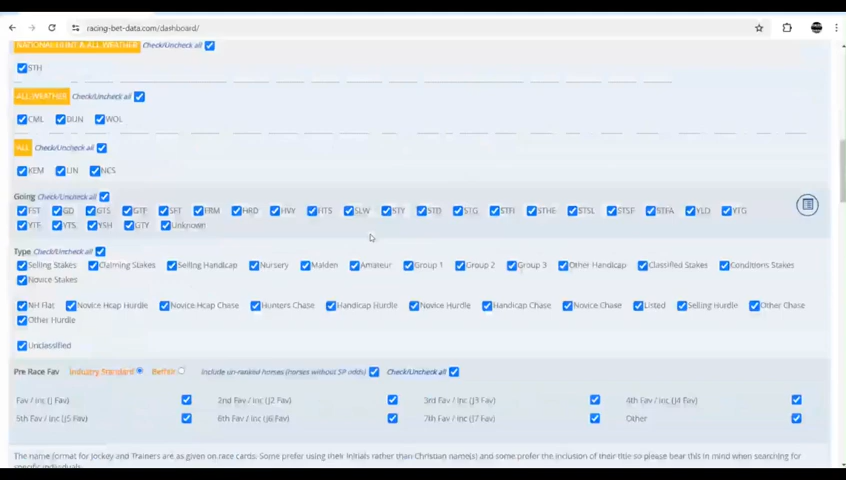 racing-bet-data.com/dashboard/
NATIONAL HUNT & ALL WEATHER Check/Uncheck all
STH
ALL WEATHER Check/Uncheck all
CML DUN WOL
ALL Check/Uncheck all
KEM LIN NCS
Going Check/Uncheck all
FST GD GTS GTF SFT FRM HRD HVY HTS SLW STY STD STG STFI STHE STSL STSF STFA YLD YTG
YTF YTS YSH GTY Unknown
Type Check/Uncheck all
Selling Stakes Claiming Stakes Selling Handicap Nursery Maiden Amateur Group 1 Group 2 Group 3 Other Handicap Classified Stakes Conditions Stakes
Novice Stakes
NH Flat Novice Hcap Hurdle Novice Hcap Chase Hunters Chase Handicap Hurdle Novice Hurdle Handicap Chase Novice Chase Listed Selling Hurdle Other Chase
Other Hurdle
Unclassified
Pre Race Fav Industry Standard Betfair Include un-ranked horses (horses without SP odds) Check/Uncheck all
Fav / inc (J Fav) 2nd Fav / inc (J2 Fav) 3rd Fav / inc (J3 Fav) 4th Fav / inc (J4 Fav)
5th Fav / inc (J5 Fav) 6th Fav / inc (J6 Fav) 7th Fav / inc (J7 Fav) Other
The name format for Jockey and Trainers are as given on race cards. Some prefer using their initials rather than Christian name(s) and some prefer the inclusion of their title so please bear this in mind when searching for
specific individuals.